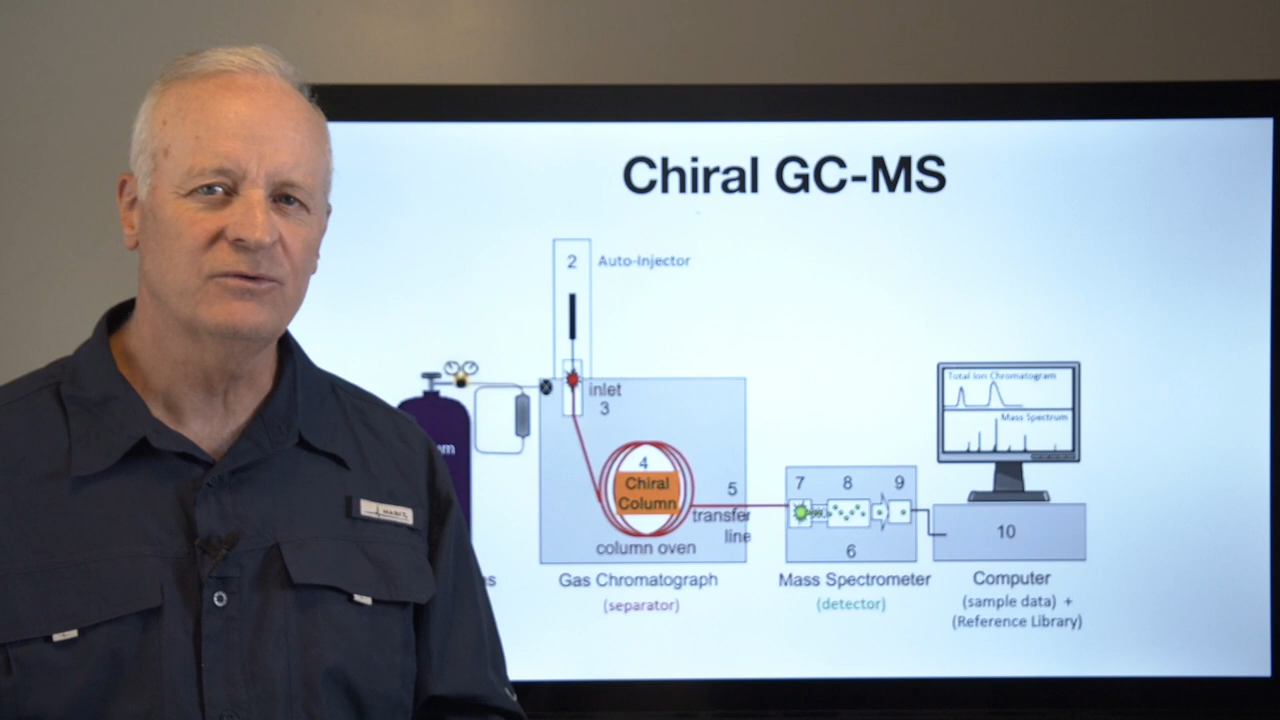 Chiral GC-MS
2
Auto-Injector
inlet
3
4
Chiral
Column
5
transfer
line
column oven
Gas Chromatograph
(separator)
7 8 9
6
Mass Spectrometer
(detector)
Total Ion Chromatogram
Mass Spectrum
10
Computer
(sample data) +
(Reference Library)
HABIT